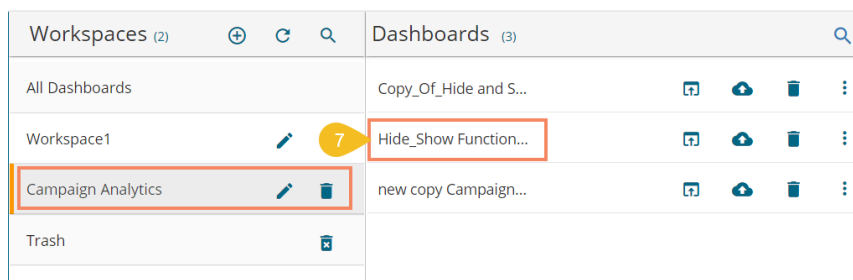 Workspaces (2)
Dashboards (3)
All Dashboards
Copy_Of_Hide and S...
Workspace1
7
Hide_Show Function...
Campaign Analytics
new copy Campaign...
Trash